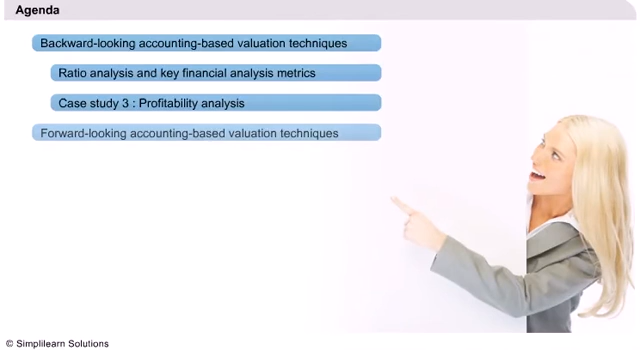 Agenda
Backward-looking accounting-based valuation techniques
Ratio analysis and key financial analysis metrics
Case study 3 : Profitability analysis
Forward-looking accounting-based valuation techniques
© Simplilearn Solutions